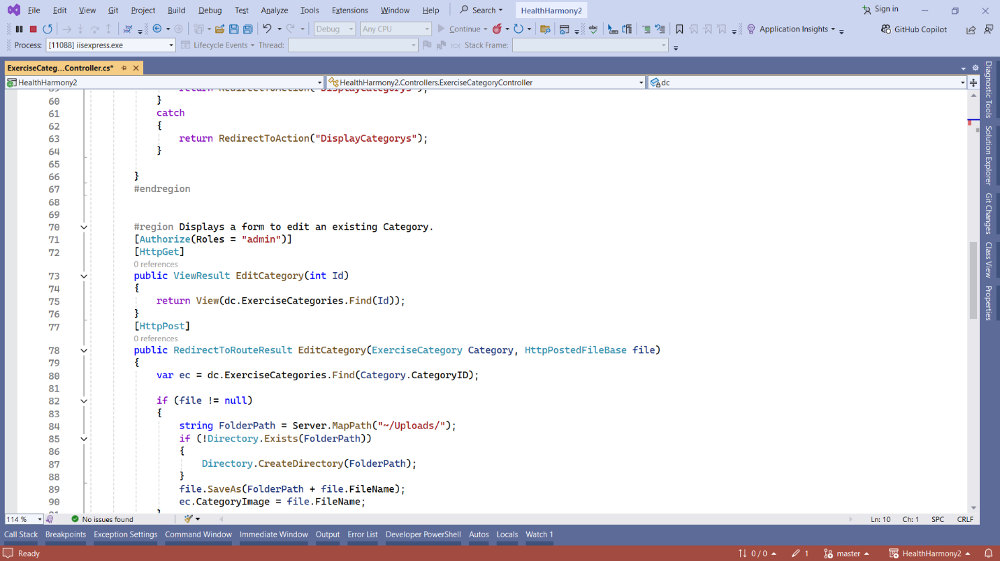 File Edit View Git Project Build Debug Test Analyze Tools Extensions Window Help Search HealthHarmony2 Sign in
Debug Any CPU Continue Application Insights GitHub Copilot
Process: [11088] iisexpress.exe Lifecycle Events Thread: Stack Frame:
ExerciseCateg...Controller.cs*
HealthHarmony2 HealthHarmony2.Controllers.ExerciseCategoryController dc
60 }
61 catch
62 {
63 return RedirectToAction("DisplayCategorys");
64 }
65
66 }
67 #endregion
68
69
70 #region Displays a form to edit an existing Category.
71 [Authorize(Roles = "admin")]
72 [HttpGet]
0 references
73 public ViewResult EditCategory(int Id)
74 {
75 return View(dc.ExerciseCategories.Find(Id));
76 }
77 [HttpPost]
0 references
78 public RedirectToRouteResult EditCategory(ExerciseCategory Category, HttpPostedFileBase file)
79 {
80 var ec = dc.ExerciseCategories.Find(Category.CategoryID);
81
82 if (file != null)
83 {
84 string FolderPath = Server.MapPath("~/Uploads/");
85 if (!Directory.Exists(FolderPath))
86 {
87 Directory.CreateDirectory(FolderPath);
88 }
89 file.SaveAs(FolderPath + file.FileName);
90 ec.CategoryImage = file.FileName;
Diagnostic Tools
Solution Explorer
Git Changes
Class View
Properties
114 % No issues found Ln: 10 Ch: 1 SPC CRLF
Call Stack Breakpoints Exception Settings Command Window Immediate Window Output Error List Developer PowerShell Autos Locals Watch 1
Ready 0 / 0 1 master HealthHarmony2